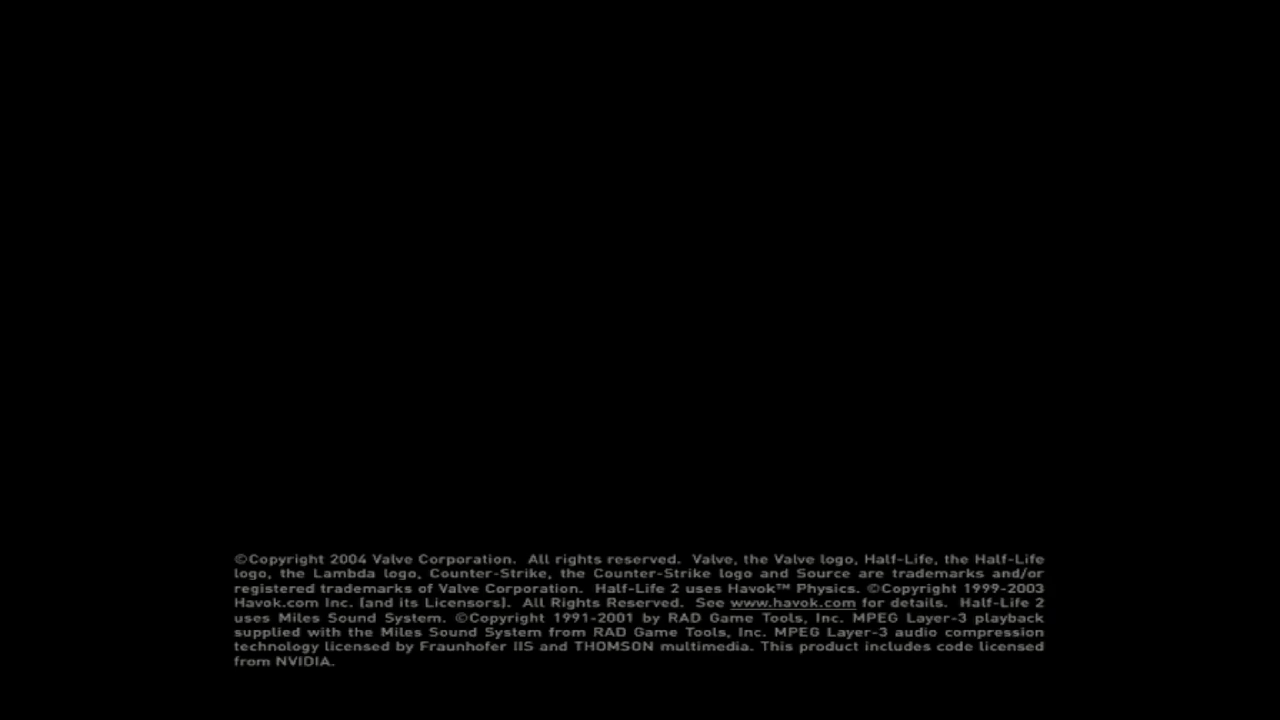 ©Copyright 2004 Valve Corporation.  All rights reserved.  Valve, the Valve logo, Half-Life, the Half-Life
logo, the Lambda logo, Counter-Strike, the Counter-Strike logo and Source are trademarks and/or
registered trademarks of Valve Corporation.  Half-Life 2 uses Havok™ Physics. ©Copyright 1999-2003
Havok.com Inc. (and its Licensors).  All Rights Reserved.  See www.havok.com for details.  Half-Life 2
uses Miles Sound System. ©Copyright 1991-2001 by RAD Game Tools, Inc. MPEG Layer-3 playback
supplied with the Miles Sound System from RAD Game Tools, Inc. MPEG Layer-3 audio compression
technology licensed by Fraunhofer IIS and THOMSON multimedia. This product includes code licensed
from NVIDIA.